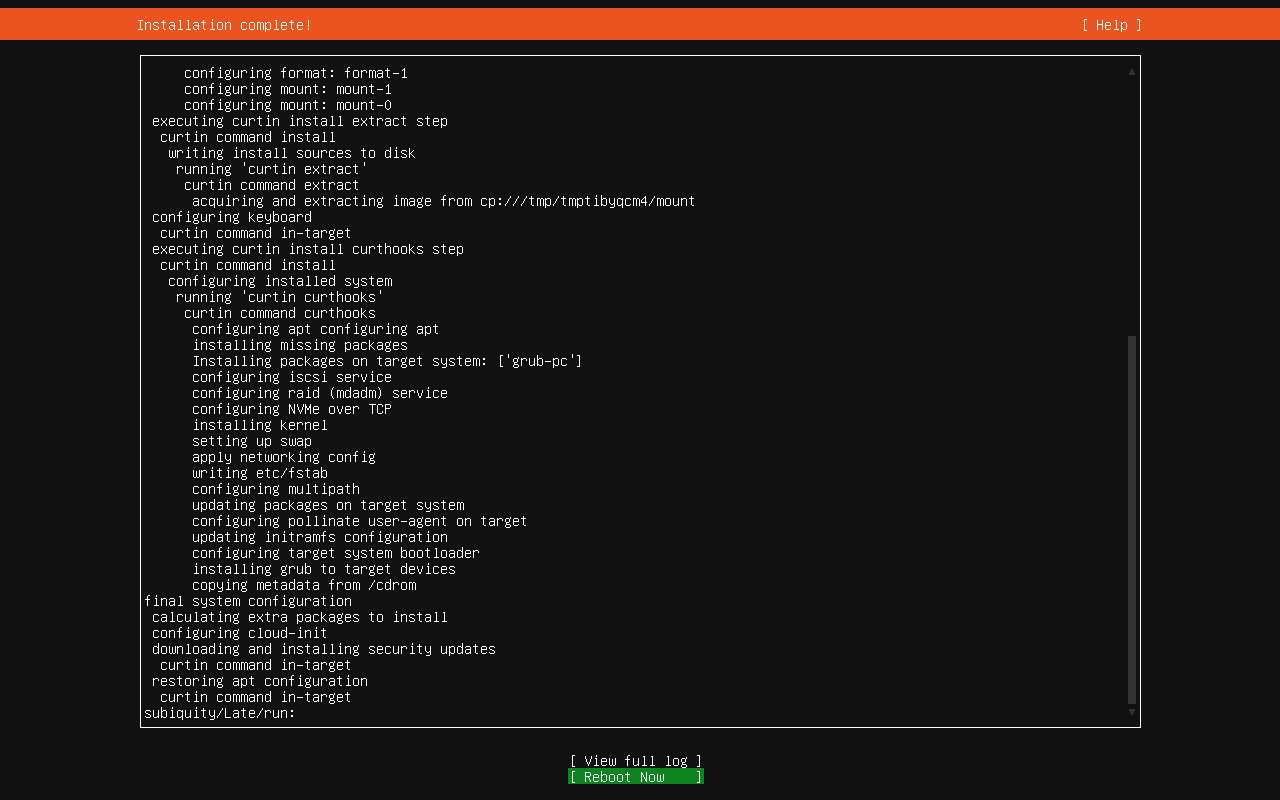 Installation complete! [ Help ]
configuring format: format-1
configuring mount: mount-1
configuring mount: mount-0
executing curtin install extract step
curtin command install
writing install sources to disk
running 'curtin extract'
curtin command extract
acquiring and extracting image from cp:///tmp/tmptibyqcm4/mount
configuring keyboard
curtin command in-target
executing curtin install curthooks step
curtin command install
configuring installed system
running 'curtin curthooks'
curtin command curthooks
configuring apt configuring apt
installing missing packages
Installing packages on target system: ['grub-pc']
configuring iscsi service
configuring raid (mdadm) service
configuring NVMe over TCP
installing kernel
setting up swap
apply networking config
writing etc/fstab
configuring multipath
updating packages on target system
configuring pollinate user-agent on target
updating initramfs configuration
configuring target system bootloader
installing grub to target devices
copying metadata from /cdrom
final system configuration
calculating extra packages to install
configuring cloud-init
downloading and installing security updates
curtin command in-target
restoring apt configuration
curtin command in-target
subiquity/Late/run:
[ View full log ]
[ Reboot Now ]